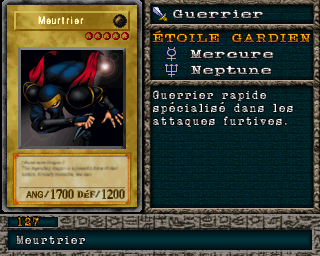 Meurtrier
ANG/1700 DÉF/1200
Guerrier
ÉTOILE GARDIEN
Mercure
Neptune
Guerrier rapide
spécialisé dans les
attaques furtives.
127
Meurtrier